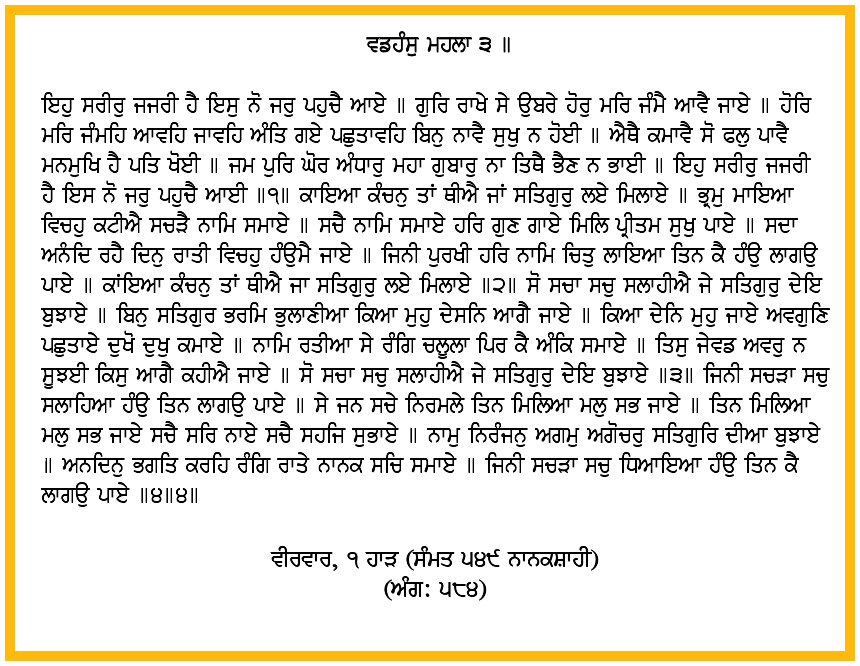 ਵਡਹੰਸੁ ਮਹਲਾ ੩ ॥
ਇਹੁ ਸਰੀਰੁ ਜਜਰੀ ਹੈ ਇਸੁ ਨੋ ਜਰੁ ਪਹੁਚੈ ਆਏ ॥ ਗੁਰਿ ਰਾਖੇ ਸੇ ਉਬਰੇ ਹੋਰੁ ਮਰਿ ਜੰਮੈ ਆਵੈ ਜਾਏ ॥ ਹੋਰਿ
ਮਰਿ ਜੰਮਹਿ ਆਵਹਿ ਜਾਵਹਿ ਅੰਤਿ ਗਏ ਪਛੁਤਾਵਹਿ ਬਿਨੁ ਨਾਵੈ ਸੁਖੁ ਨ ਹੋਈ ॥ ਐਥੈ ਕਮਾਵੈ ਸੋ ਫਲੁ ਪਾਵੈ
ਮਨਮੁਖਿ ਹੈ ਪਤਿ ਖੋਈ ॥ ਜਮ ਪੁਰਿ ਘੋਰ ਅੰਧਾਰੁ ਮਹਾ ਗੁਬਾਰੁ ਨਾ ਤਿਥੈ ਭੈਣ ਨ ਭਾਈ ॥ ਇਹੁ ਸਰੀਰੁ ਜਜਰੀ
ਹੈ ਇਸ ਨੋ ਜਰੁ ਪਹੁਚੈ ਆਈ ॥੧॥ ਕਾਇਆ ਕੰਚਨੁ ਤਾਂ ਥੀਐ ਜਾਂ ਸਤਿਗੁਰੁ ਲਏ ਮਿਲਾਏ ॥ ਭ੍ਰਮੁ ਮਾਇਆ
ਵਿਚਹੁ ਕਟੀਐ ਸਚੜੈ ਨਾਮਿ ਸਮਾਏ ॥ ਸਚੈ ਨਾਮਿ ਸਮਾਏ ਹਰਿ ਗੁਣ ਗਾਏ ਮਿਲਿ ਪ੍ਰੀਤਮ ਸੁਖੁ ਪਾਏ ॥ ਸਦਾ
ਅਨੰਦਿ ਰਹੈ ਦਿਨੁ ਰਾਤੀ ਵਿਚਹੁ ਹੰਉਮੈ ਜਾਏ ॥ ਜਿਨੀ ਪੁਰਖੀ ਹਰਿ ਨਾਮਿ ਚਿਤੁ ਲਾਇਆ ਤਿਨ ਕੈ ਹੰਉ ਲਾਗਉ
ਪਾਏ ॥ ਕਾਂਇਆ ਕੰਚਨੁ ਤਾਂ ਥੀਐ ਜਾ ਸਤਿਗੁਰੁ ਲਏ ਮਿਲਾਏ ॥੨॥ ਸੋ ਸਚਾ ਸਚੁ ਸਲਾਹੀਐ ਜੇ ਸਤਿਗੁਰੁ ਦੇਇ
ਬੁਝਾਏ ॥ ਬਿਨੁ ਸਤਿਗੁਰ ਭਰਮਿ ਭੁਲਾਣੀਆ ਕਿਆ ਮੁਹੁ ਦੇਸਨਿ ਆਗੈ ਜਾਏ ॥ ਕਿਆ ਦੇਨਿ ਮੁਹੁ ਜਾਏ ਅਵਗੁਣਿ
ਪਛੁਤਾਏ ਦੁਖੋ ਦੁਖੁ ਕਮਾਏ ॥ ਨਾਮਿ ਰਤੀਆ ਸੇ ਰੰਗਿ ਚਲੂਲਾ ਪਿਰ ਕੈ ਅੰਕਿ ਸਮਾਏ ॥ ਤਿਸੁ ਜੇਵਡ ਅਵਰੁ ਨ
ਸੂਝਈ ਕਿਸੁ ਆਗੈ ਕਹੀਐ ਜਾਏ ॥ ਸੋ ਸਚਾ ਸਚੁ ਸਲਾਹੀਐ ਜੇ ਸਤਿਗੁਰੁ ਦੇਇ ਬੁਝਾਏ ॥੩॥ ਜਿਨੀ ਸਚੜਾ ਸਚੁ
ਸਲਾਹਿਆ ਹੰਉ ਤਿਨ ਲਾਗਉ ਪਾਏ ॥ ਸੇ ਜਨ ਸਚੇ ਨਿਰਮਲੇ ਤਿਨ ਮਿਲਿਆ ਮਲੁ ਸਭ ਜਾਏ ॥ ਤਿਨ ਮਿਲਿਆ
ਮਲੁ ਸਭ ਜਾਏ ਸਚੈ ਸਰਿ ਨਾਏ ਸਚੈ ਸਹਜਿ ਸੁਭਾਏ ॥ ਨਾਮੁ ਨਿਰੰਜਨੁ ਅਗਮੁ ਅਗੋਚਰੁ ਸਤਿਗੁਰਿ ਦੀਆ ਬੁਝਾਏ
॥ ਅਨਦਿਨੁ ਭਗਤਿ ਕਰਹਿ ਰੰਗਿ ਰਾਤੇ ਨਾਨਕ ਸਚਿ ਸਮਾਏ ॥ ਜਿਨੀ ਸਚੜਾ ਸਚੁ ਧਿਆਇਆ ਹੰਉ ਤਿਨ ਕੈ
ਲਾਗਉ ਪਾਏ ॥੪॥੪॥
ਵੀਰਵਾਰ, ੧ ਹਾੜ (ਸੰਮਤ ੫੪੯ ਨਾਨਕਸ਼ਾਹੀ)
(ਅੰਗ: ੫੮੪)